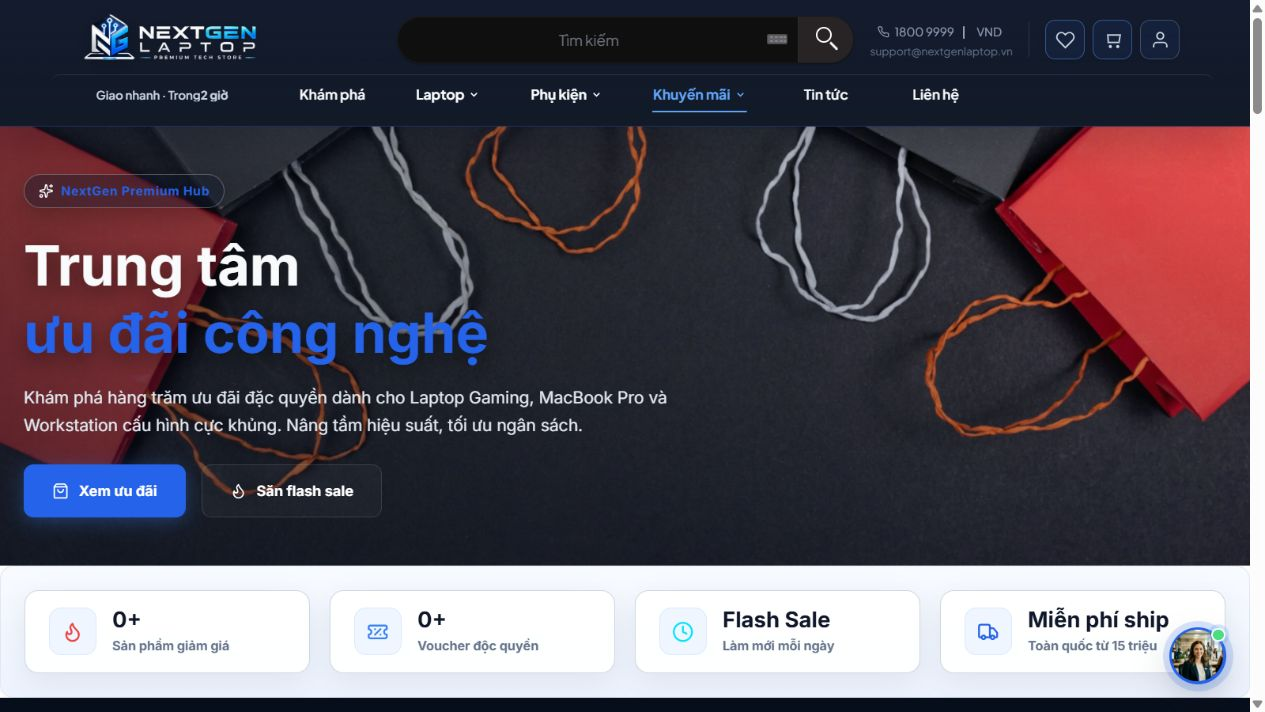 NEXTGEN
LAPTOP
PREMIUM TECH STORE
Tìm kiếm
1800 9999 | VND
support@nextgenlaptop.vn
Giao nhanh · Trong2 giờ
Khám phá
Laptop
Phụ kiện
Khuyến mãi
Tin tức
Liên hệ
NextGen Premium Hub
Trung tâm
ưu đãi công nghệ
Khám phá hàng trăm ưu đãi đặc quyền dành cho Laptop Gaming, MacBook Pro và
Workstation cấu hình cực khủng. Nâng tầm hiệu suất, tối ưu ngân sách.
Xem ưu đãi
Săn flash sale
0+
Sản phẩm giảm giá
0+
Voucher độc quyền
Flash Sale
Làm mới mỗi ngày
Miễn phí ship
Toàn quốc từ 15 triệu